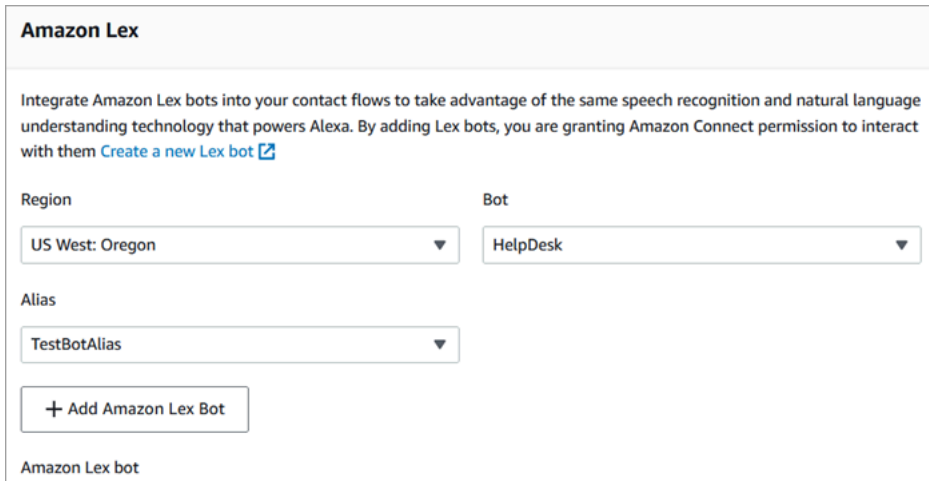 Amazon Lex
Integrate Amazon Lex bots into your contact flows to take advantage of the same speech recognition and natural language
understanding technology that powers Alexa. By adding Lex bots, you are granting Amazon Connect permission to interact
with them Create a new Lex bot
Region
Bot
US West: Oregon
HelpDesk
Alias
TestBotAlias
+ Add Amazon Lex Bot
Amazon Lex bot